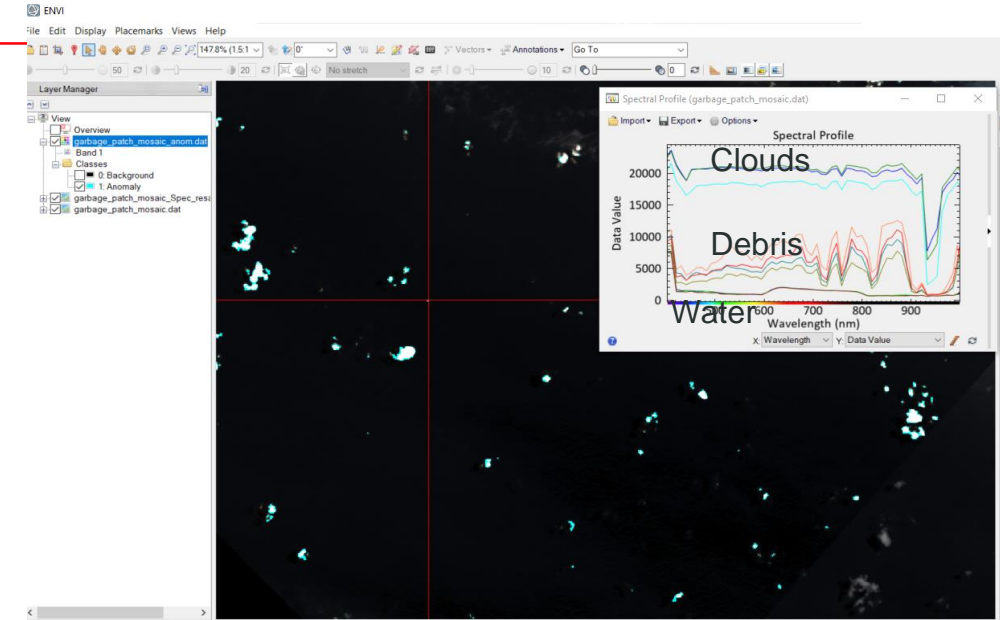 ENVI
File Edit Display Placemarks Views Help
147.8% (1.5:1 0° Vectors Annotations Go To
50 20 No stretch 10 0
Layer Manager
View
Overview
garbage_patch_mosaic_anom.dat
Band 1
Classes
0: Background
1: Anomaly
garbage_patch_mosaic_Spec_resa
garbage_patch_mosaic.dat
Spectral Profile (garbage_patch_mosaic.dat)
Import Export Options
Spectral Profile
Clouds
Debris
Water
Data Value
20000
15000
10000
5000
0
500 600 700 800 900
Wavelength (nm)
X: Wavelength Y: Data Value